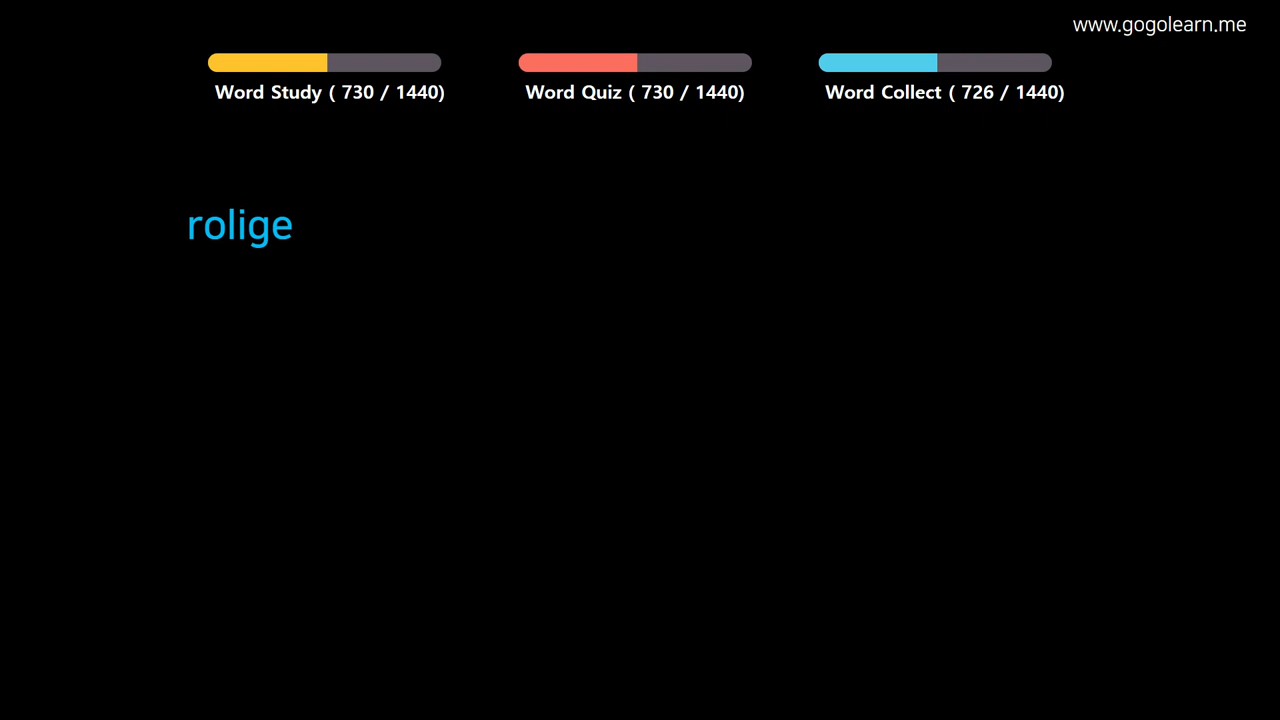 www.gogolearn.me
Word Study ( 730 / 1440)
Word Quiz ( 730 / 1440)
Word Collect ( 726 / 1440)
rolige